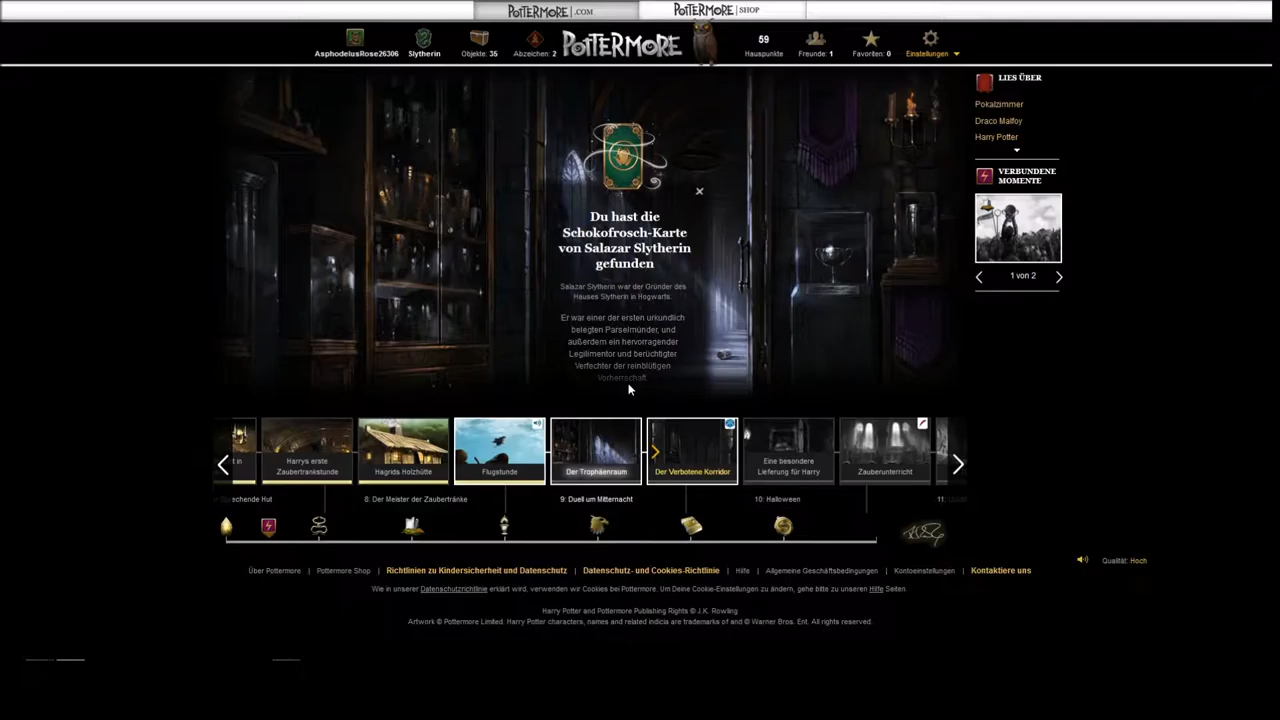 POTTERMORE .COM
POTTERMORE SHOP
AsphodelusRose26306
Slytherin
Objekte: 35
Abzeichen: 2
POTTERMORE
59
Hauspunkte
Freunde: 1
Favoriten: 0
Einstellungen
Du hast die
Schokofrosch-Karte
von Salazar Slytherin
gefunden
Salazar Slytherin war der Gründer des
Hauses Slytherin in Hogwarts.
Er war einer der ersten urkundlich
belegten Parselmünder, und
außerdem ein hervorragender
Legilimentor und berüchtigter
Verfechter der reinblütigen
Vorherrschaft.
LIES ÜBER
Pokalzimmer
Draco Malfoy
Harry Potter
VERBUNDENE
MOMENTE
1 von 2
Harrys erste
Zaubertrankstunde
Hagrids Holzhütte
Flugstunde
Der Trophäenraum
Der Verbotene Korridor
Eine besondere
Lieferung für Harry
Zauberunterricht
echende Hut
8: Der Meister der Zaubertränke
9: Duell um Mitternacht
10: Halloween
11:
Qualität: Hoch
Über Pottermore | Pottermore Shop | Richtlinien zu Kindersicherheit und Datenschutz | Datenschutz- und Cookies-Richtlinie | Hilfe | Allgemeine Geschäftsbedingungen | Kontoeinstellungen | Kontaktiere uns
Wie in unserer Datenschutzrichtlinie erklärt wird, verwenden wir Cookies bei Pottermore. Um Deine Cookie-Einstellungen zu ändern, gehe bitte zu unseren Hilfe Seiten.
Harry Potter and Pottermore Publishing Rights © J.K. Rowling
Artwork © Pottermore Limited. Harry Potter characters, names and related indicia are trademarks of and © Warner Bros. Ent. All rights reserved.